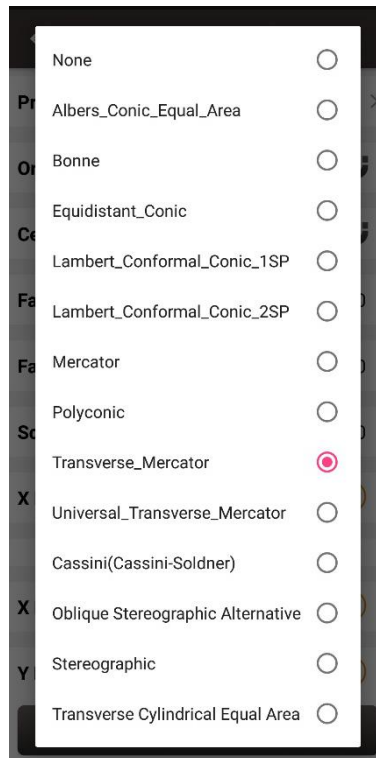 None
Albers_Conic_Equal_Area
Bonne
Equidistant_Conic
Lambert_Conformal_Conic_1SP
Lambert_Conformal_Conic_2SP
Mercator
Polyconic
Transverse_Mercator
Universal_Transverse_Mercator
Cassini(Cassini-Soldner)
Oblique Stereographic Alternative
Stereographic
Transverse Cylindrical Equal Area